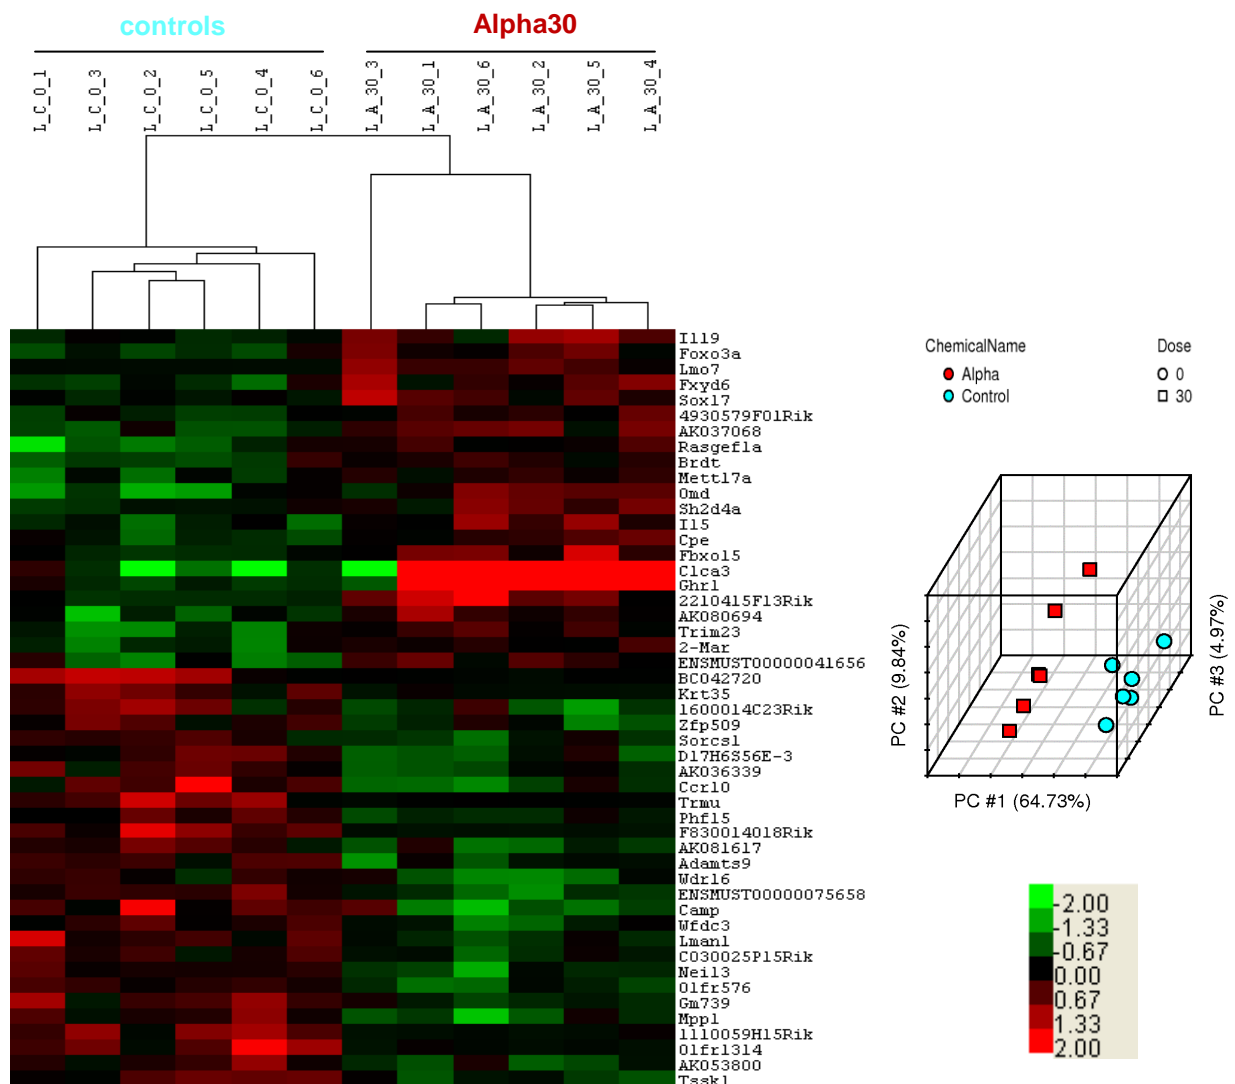 controls
Alpha30
L_C_0_1
L_C_0_3
L_C_0_2
L_C_0_5
L_C_0_4
L_C_0_6
L_A_30_3
L_A_30_1
L_A_30_6
L_A_30_2
L_A_30_5
L_A_30_4
Il19
Foxo3a
Lmo7
Fxyd6
Sox17
4930579F01Rik
AK037068
Rasgef1a
Brdt
Mettl7a
Omd
Sh2d4a
Il5
Cpe
Fbxo15
Clca3
Ghrl
2210415F13Rik
AK080694
Trim23
2-Mar
ENSMUST00000041656
BC042720
Krt35
1600014C23Rik
Zfp509
Sorcs1
D17H6S56E-3
AK036339
Ccr10
Trmu
Phf15
F830014O18Rik
AK081617
Adamts9
Wdr16
ENSMUST00000075658
Camp
Wfdc3
Lman1
C030025P15Rik
Neil3
Olfr576
Gm739
Mpp1
1110059H15Rik
Olfr1314
AK053800
Tssk1
ChemicalName
Alpha
Control
Dose
0
30
PC #2 (9.84%)
PC #3 (4.97%)
PC #1 (64.73%)
-2.00
-1.33
-0.67
0.00
0.67
1.33
2.00